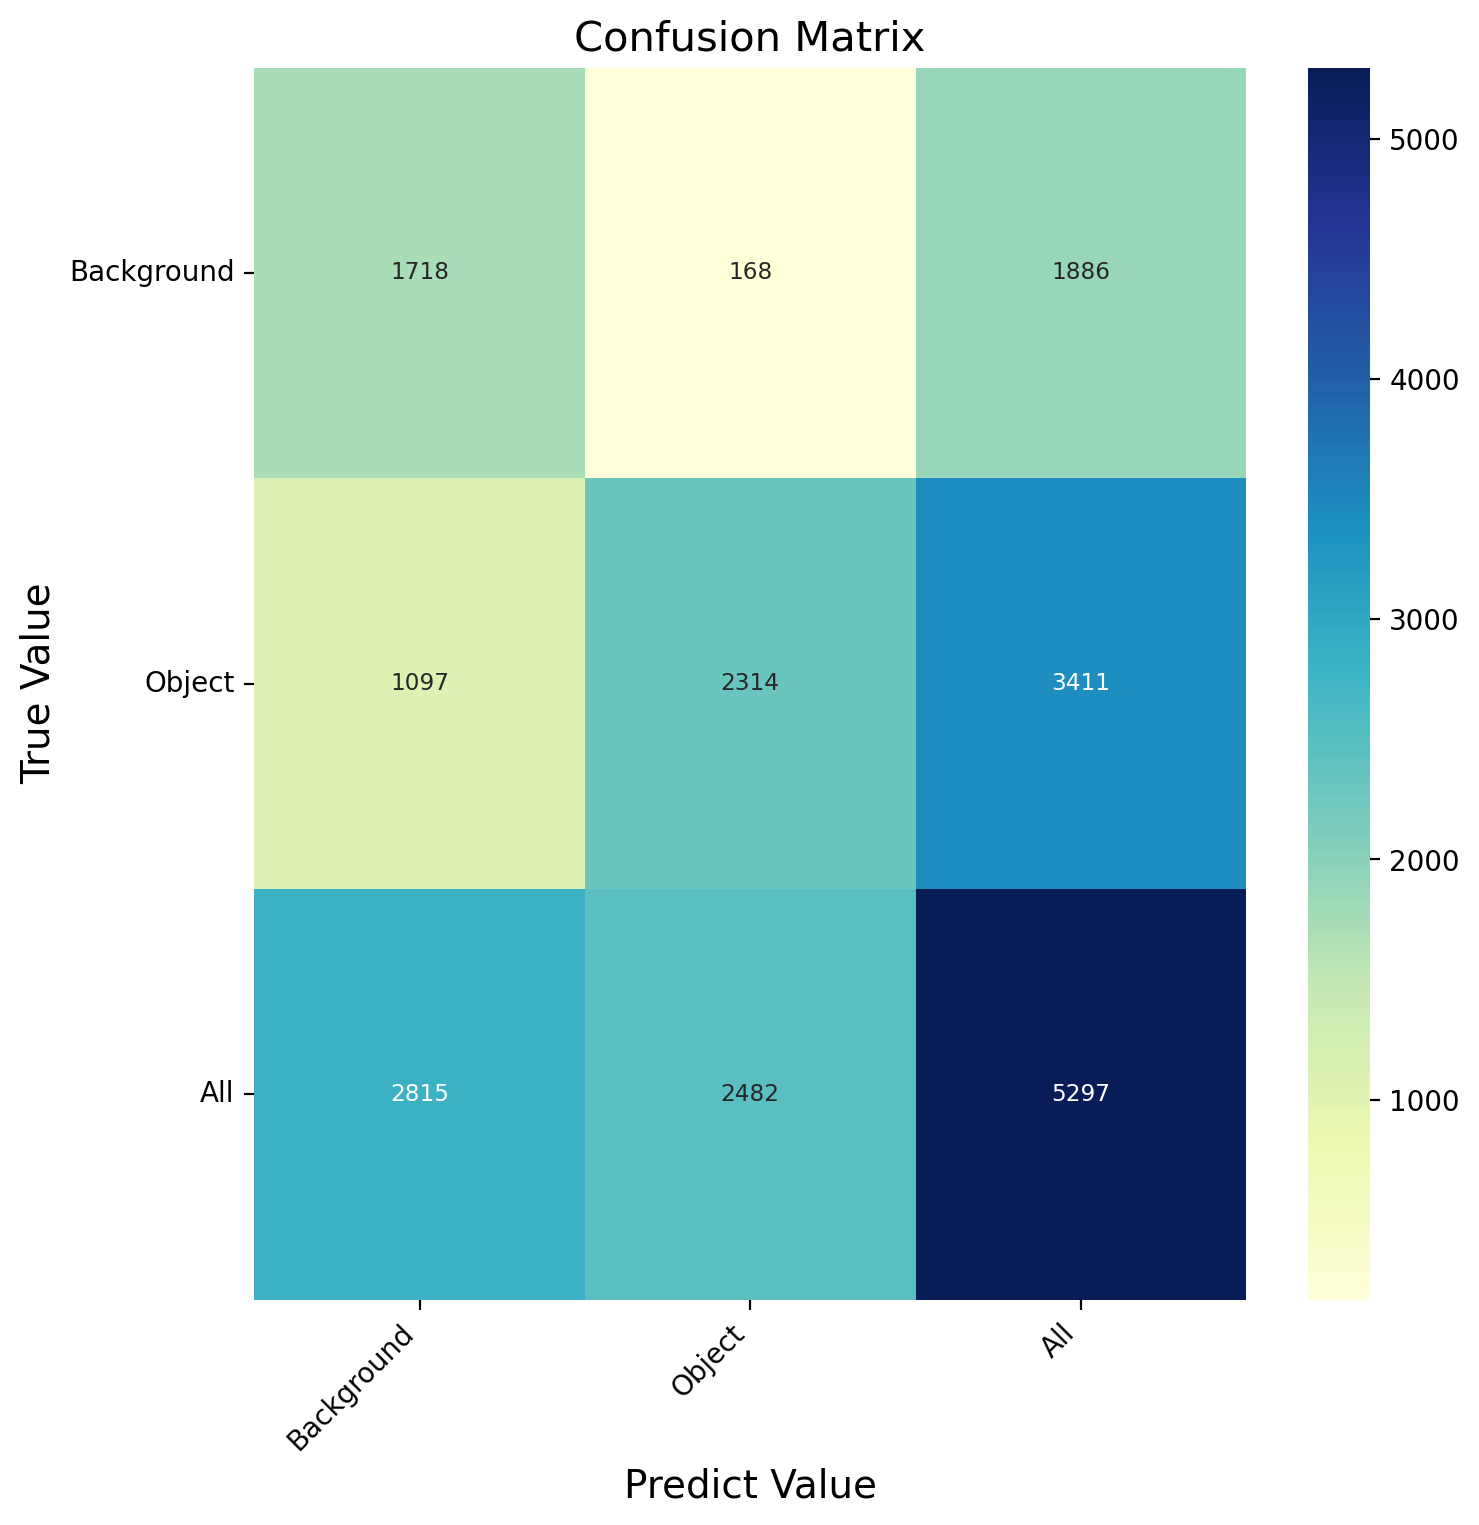 Confusion Matrix
Background 1718 168 1886
Object 1097 2314 3411
All 2815 2482 5297
5000
4000
3000
2000
1000
True Value
Background Object All
Predict Value